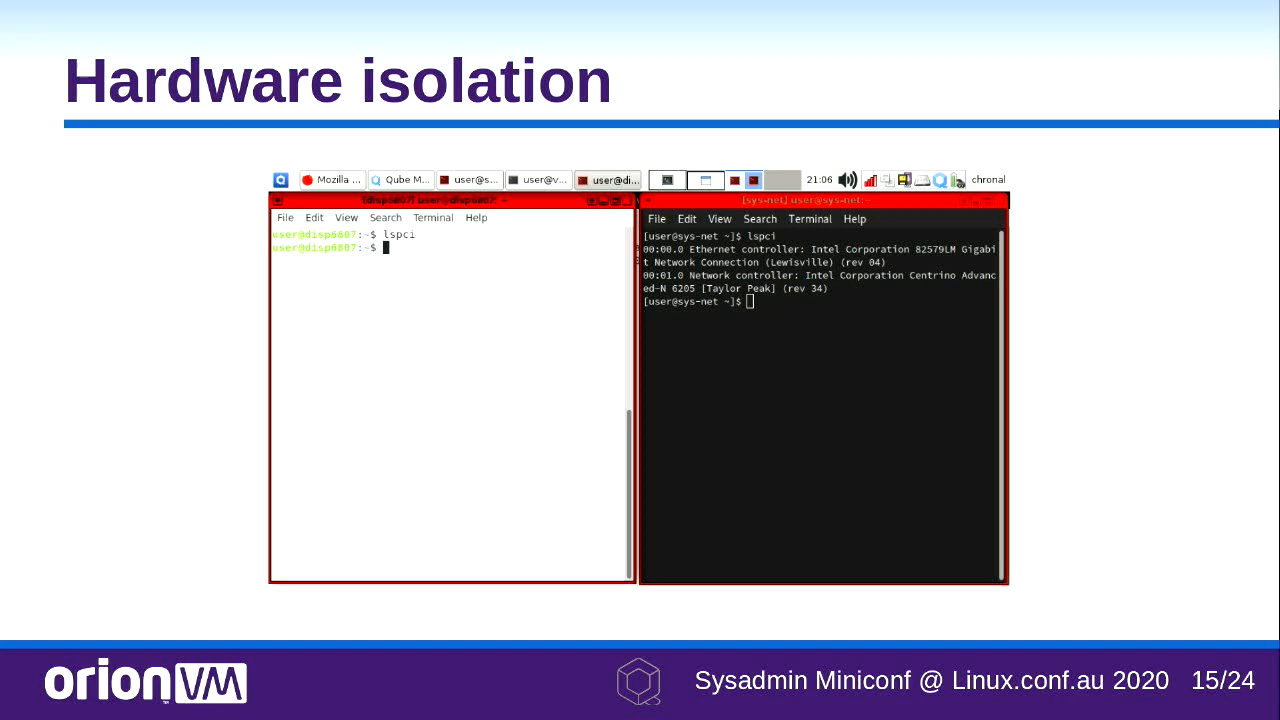 Hardware isolation
Mozilla ... Qube M... user@s... user@v... user@di... 21:06 chronal
[disp6807] user@disp6807: ~
File Edit View Search Terminal Help
user@disp6807:~$ lspci
user@disp6807:~$
[sys-net] user@sys-net:~
File Edit View Search Terminal Help
[user@sys-net ~]$ lspci
00:00.0 Ethernet controller: Intel Corporation 82579LM Gigabi
t Network Connection (Lewisville) (rev 04)
00:01.0 Network controller: Intel Corporation Centrino Advanc
ed-N 6205 [Taylor Peak] (rev 34)
[user@sys-net ~]$
orionVM™
Sysadmin Miniconf @ Linux.conf.au 2020 15/24